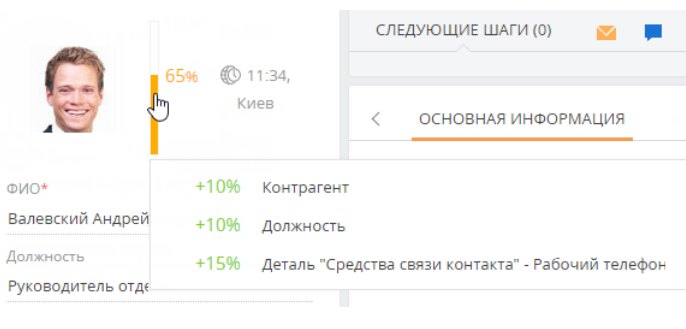 СЛЕДУЮЩИЕ ШАГИ (0)
65% 11:34,
Киев
ОСНОВНАЯ ИНФОРМАЦИЯ
ФИО*
Валевский Андрей
Должность
Руководитель отде
+10% Контрагент
+10% Должность
+15% Деталь "Средства связи контакта" - Рабочий телефон